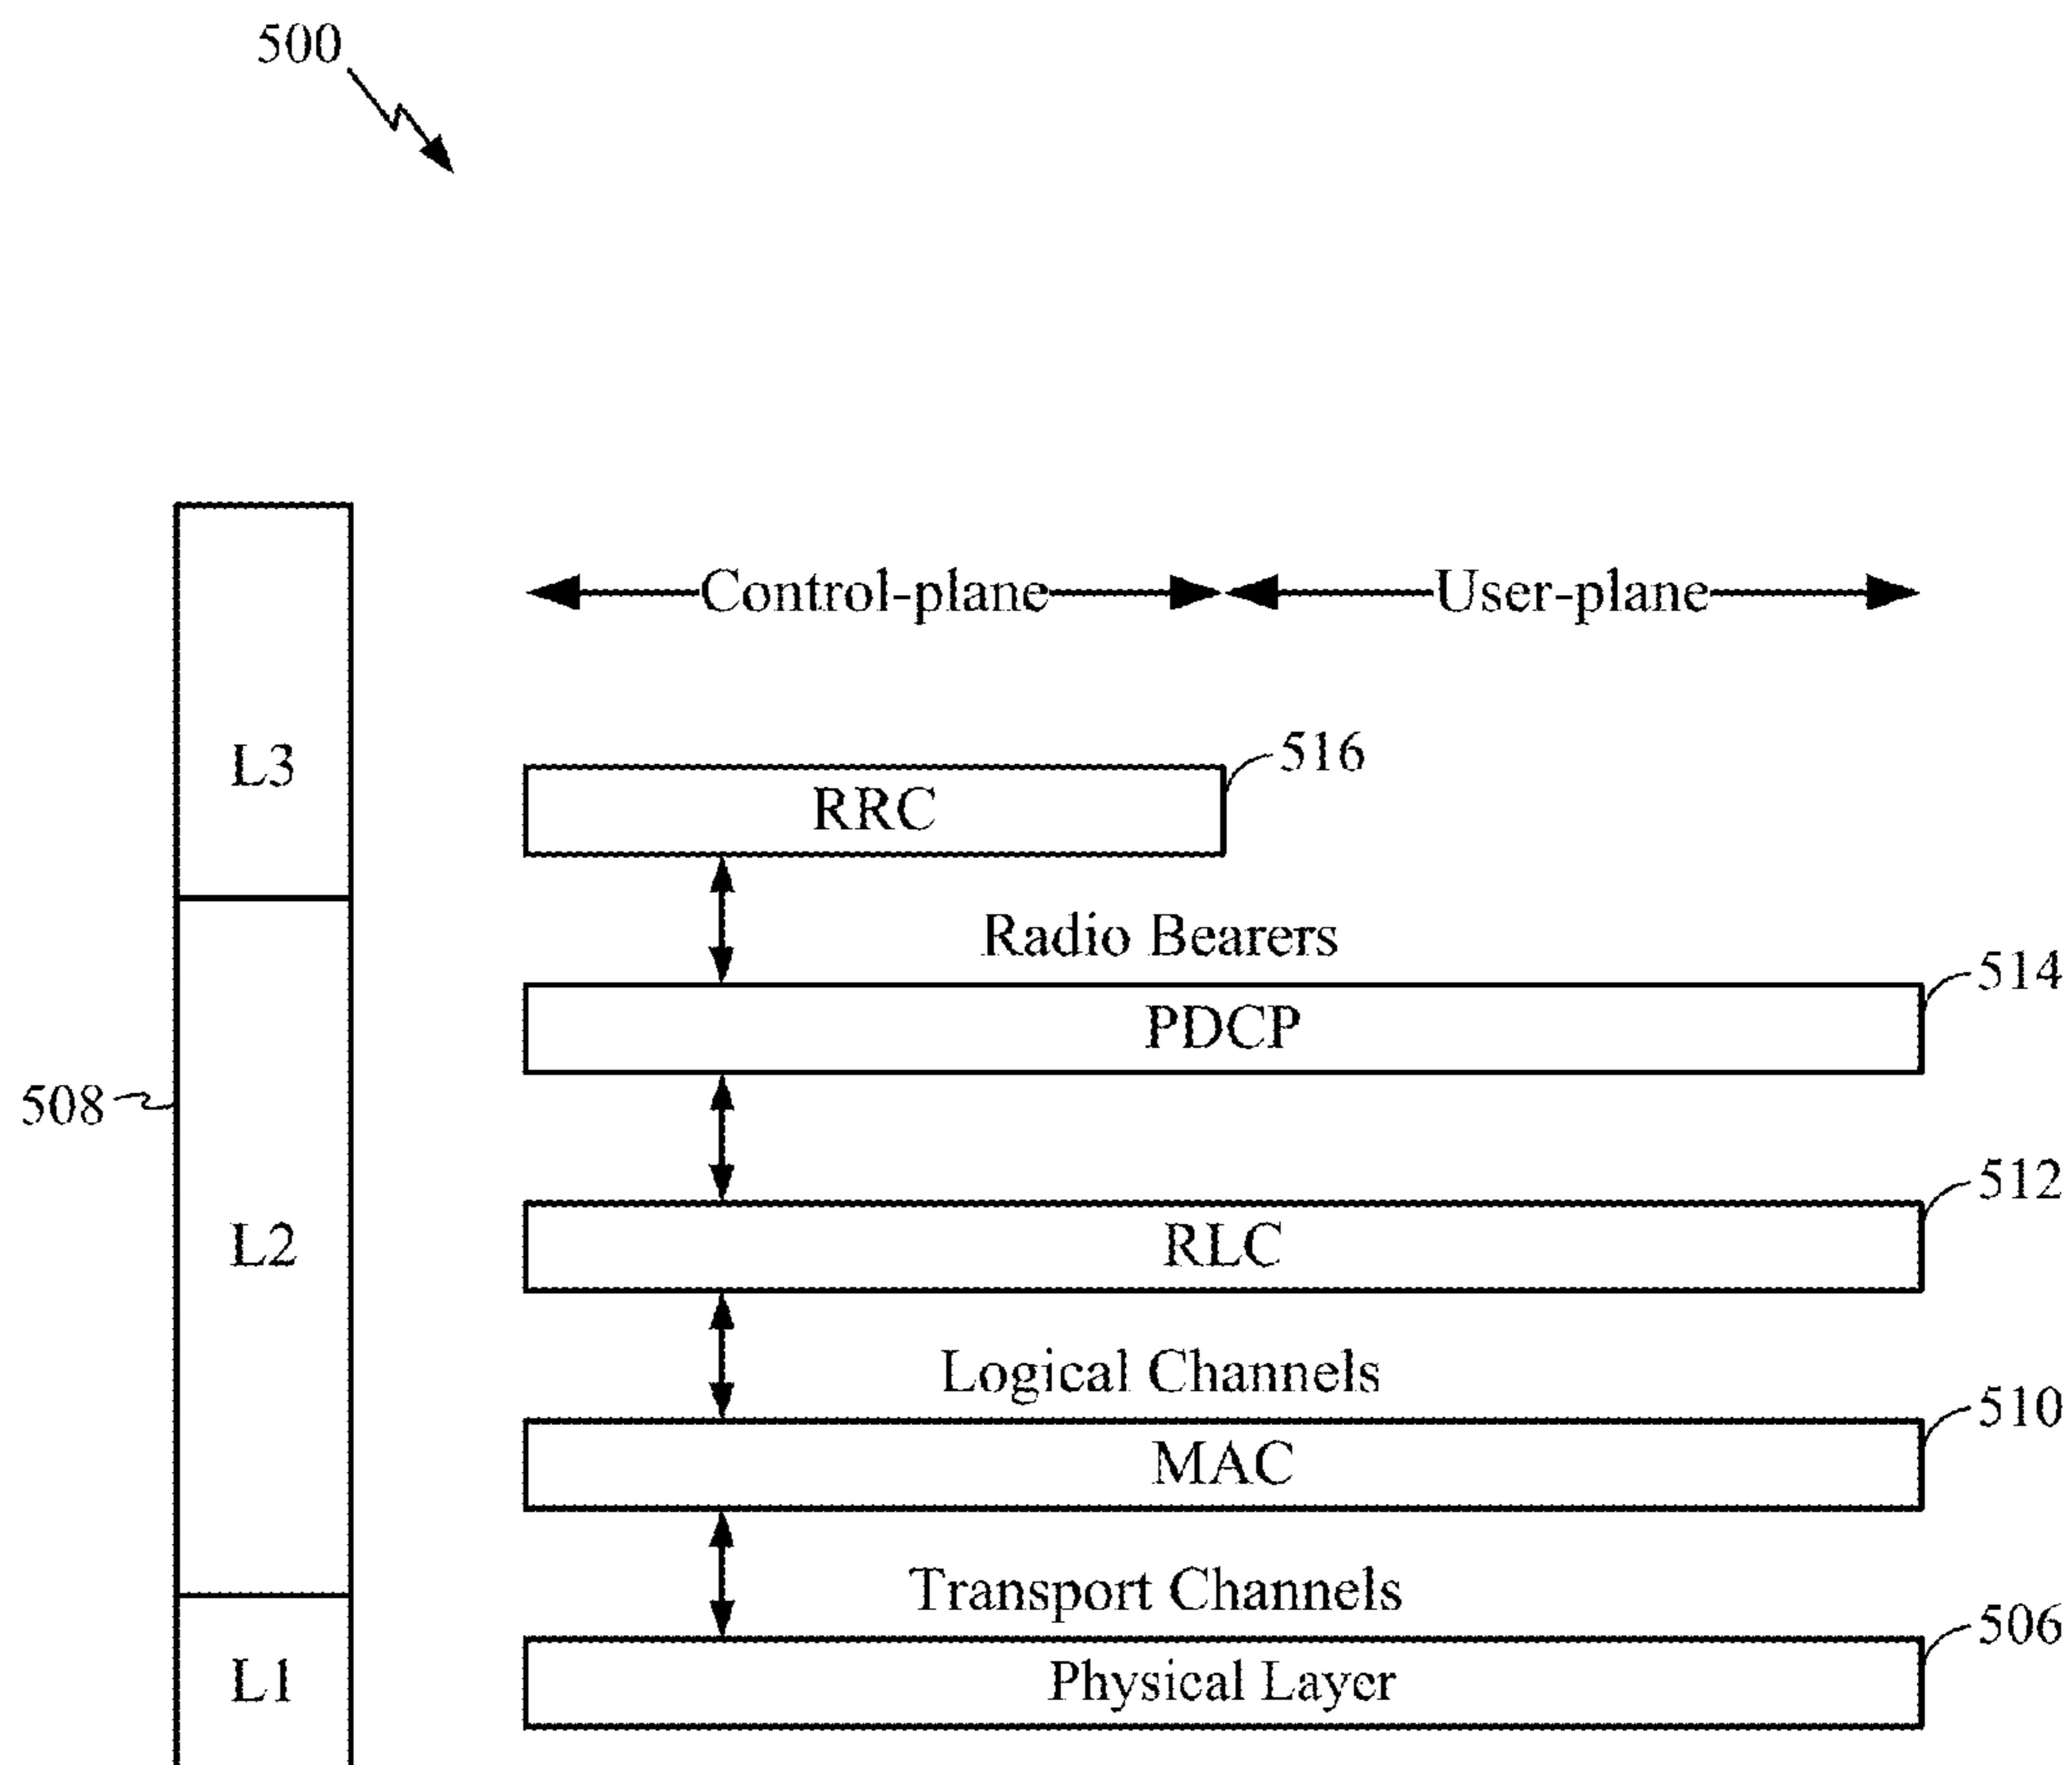 500
Control-plane User-plane
L3
516
RRC
Radio Bearers
514
PDCP
508
512
L2
RLC
Logical Channels
510
MAC
Transport Channels
506
L1
Physical Layer